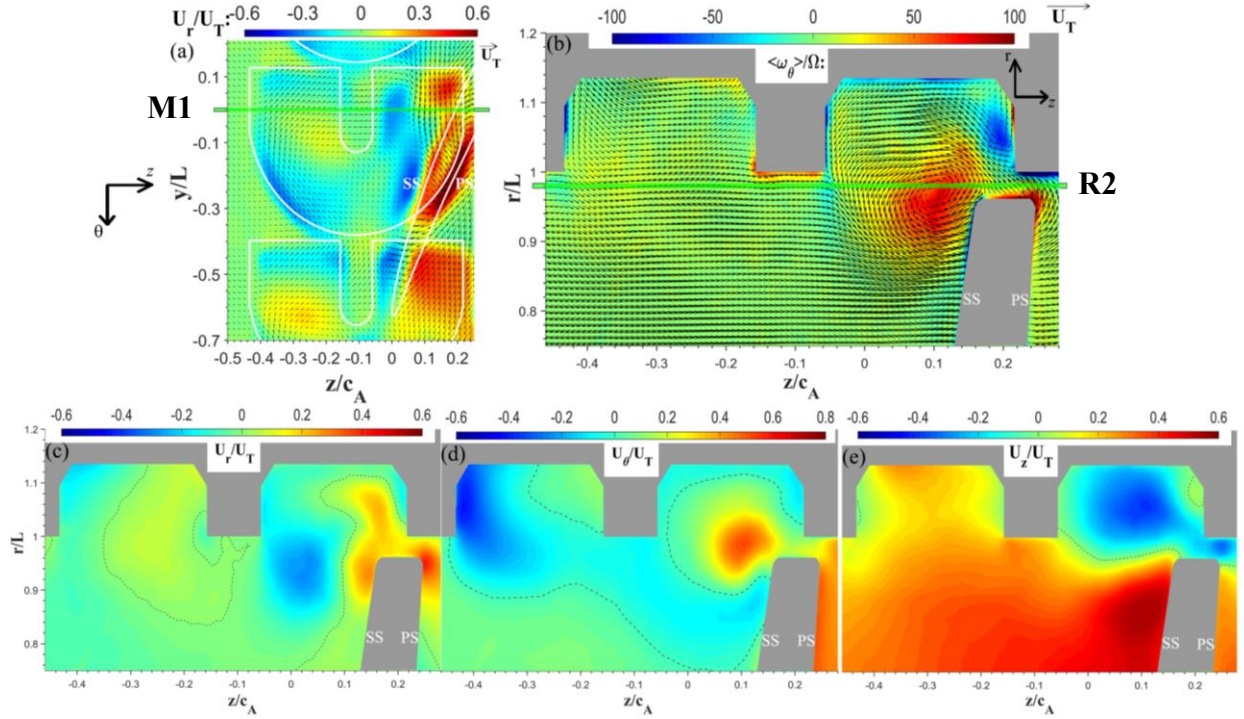 U_r/U_T: -0.6 -0.3 0 0.3 0.6
(a)
U_T
0.1
-0.1
-0.3
-0.5
-0.7
y/L
M1
z
θ
SS PS
-0.5 -0.4 -0.3 -0.2 -0.1 0 0.1 0.2
z/c_A
-100 -50 0 50 100 U_T
(b)
<ω_θ>/Ω:
r
z
1.2
1.1
1
0.9
0.8
r/L
R2
SS PS
-0.4 -0.3 -0.2 -0.1 0 0.1 0.2
z/c_A
-0.6 -0.4 -0.2 0 0.2 0.4 0.6
(c)
U_r/U_T
1.2
1.1
1
0.9
0.8
r/L
SS PS
-0.4 -0.3 -0.2 -0.1 0 0.1 0.2
z/c_A
-0.6 -0.4 -0.2 0 0.2 0.4 0.6 0.8
(d)
U_θ/U_T
SS PS
-0.4 -0.3 -0.2 -0.1 0 0.1 0.2
z/c_A
-0.6 -0.4 -0.2 0 0.2 0.4 0.6
(e)
U_z/U_T
SS PS
-0.4 -0.3 -0.2 -0.1 0 0.1 0.2
z/c_A